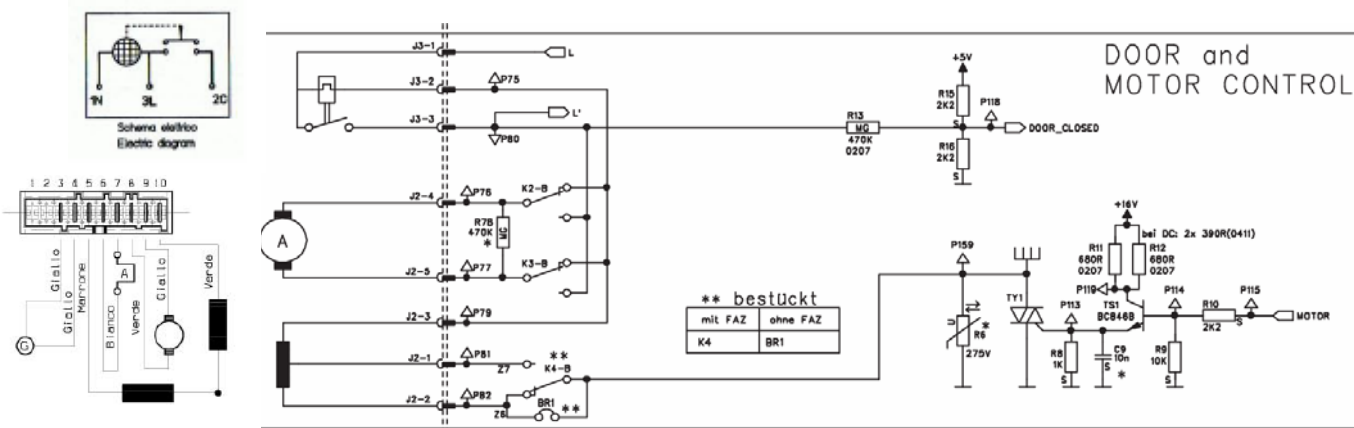 1N 3L 2C
Schema elettrico
Electric diagram
1 2 3 4 5 6 7 8 9 10
Giallo
Giallo
Marrone
Bianco
A
Verde
Giallo
Verde
G
DOOR and
MOTOR CONTROL
J3-1
L
J3-2
P75
J3-3
L'
P80
R13
MG
470K
0207
+5V
R15
2K2
S
P118
DOOR_CLOSED
R16
2K2
S
J2-4
P76
K2-B
A
R78
470K
*
MG
J2-5
P77
K3-B
J2-3
P79
J2-1
P81
Z7
**
K4-B
J2-2
P82
Z6
BR1
**
** bestückt
mit FAZ ohne FAZ
K4 BR1
P159
U
R6
*
275V
TY1
+16V
bei DC: 2x 390R(0411)
R11
680R
0207
R12
680R
0207
P119
TS1
BC846B
P114
R10
2K2
S
P115
MOTOR
P113
R8
1K
S
C9
10n
S
*
R9
10K
S